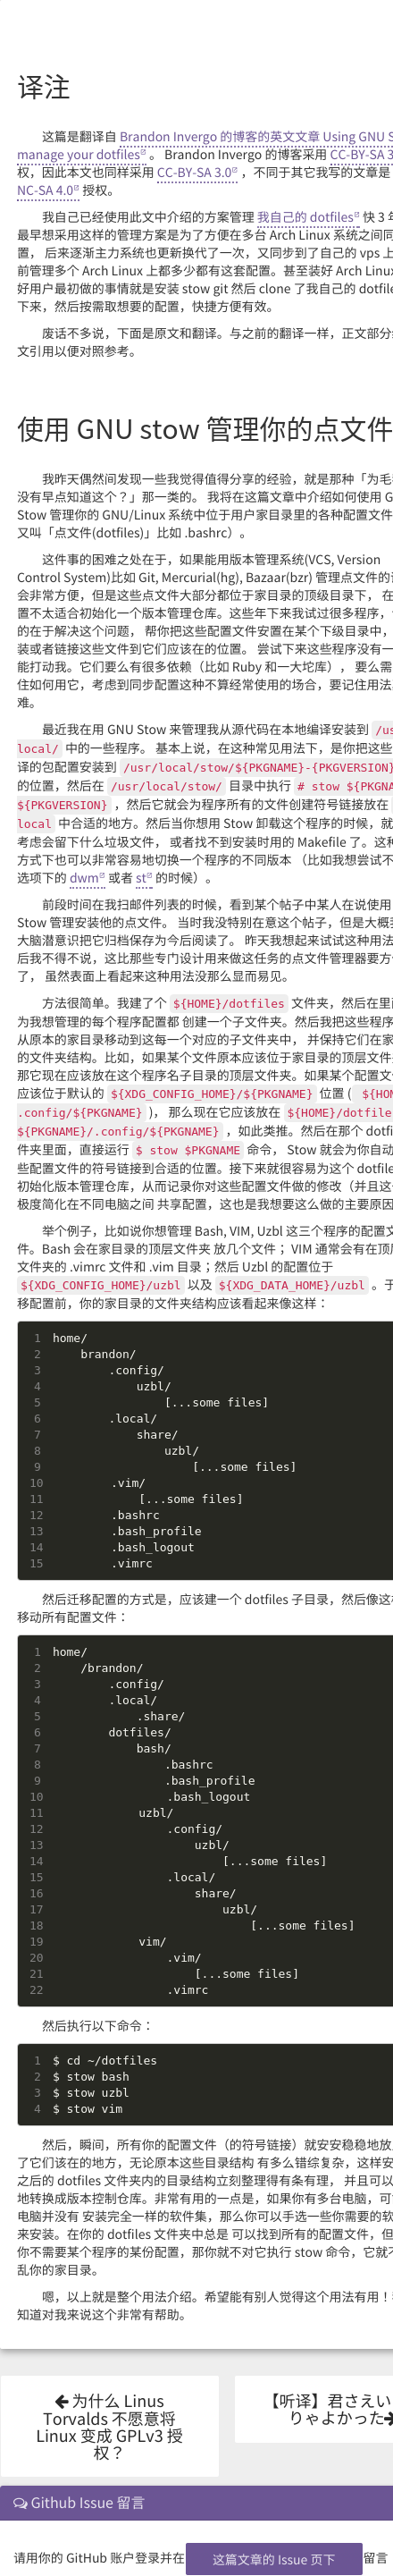 译注
这篇是翻译自 Brandon Invergo 的博客的英文文章 Using GNU S
manage your dotfiles 。 Brandon Invergo 的博客采用 CC-BY-SA 3
权，因此本文也同样采用 CC-BY-SA 3.0 ，不同于其它我写的文章是
NC-SA 4.0 授权。
我自己已经使用此文中介绍的方案管理 我自己的 dotfiles 快 3 年
最早想采用这样的管理方案是为了方便在多台 Arch Linux 系统之间同
置， 后来逐渐主力系统也更新换代了一次，又同步到了自己的 vps 上
前管理多个 Arch Linux 上都多少都有这套配置。甚至装好 Arch Linux
好用户最初做的事情就是安装 stow git 然后 clone 了我自己的 dotfile
下来，然后按需取想要的配置，快捷方便有效。
废话不多说，下面是原文和翻译。与之前的翻译一样，正文部分
文引用以便对照参考。
使用 GNU stow 管理你的点文件
我昨天偶然间发现一些我觉得值得分享的经验，就是那种「为毛
没有早点知道这个？」那一类的。 我将在这篇文章中介绍如何使用 G
Stow 管理你的 GNU/Linux 系统中位于用户家目录里的各种配置文件
又叫「点文件(dotfiles)」比如 .bashrc）。
这件事的困难之处在于，如果能用版本管理系统(VCS, Version
Control System)比如 Git, Mercurial(hg), Bazaar(bzr) 管理点文件的
会非常方便，但是这些点文件大部分都位于家目录的顶级目录下， 在
置不太适合初始化一个版本管理仓库。这些年下来我试过很多程序，
的在于解决这个问题， 帮你把这些配置文件安置在某个下级目录中，
装或者链接这些文件到它们应该在的位置。 尝试下来这些程序没有一
能打动我。它们要么有很多依赖（比如 Ruby 和一大坨库）， 要么需
住如何用它，考虑到同步配置这种不算经常使用的场合，要记住用法
难。
最近我在用 GNU Stow 来管理我从源代码在本地编译安装到 /us
local/ 中的一些程序。 基本上说，在这种常见用法下，是你把这些
译的包配置安装到 /usr/local/stow/${PKGNAME}-{PKGVERSION}
的位置，然后在 /usr/local/stow/ 目录中执行 # stow ${PKGNA
${PKGVERSION} ，然后它就会为程序所有的文件创建符号链接放在
local 中合适的地方。然后当你想用 Stow 卸载这个程序的时候，就
考虑会留下什么垃圾文件， 或者找不到安装时用的 Makefile 了。这种
方式下也可以非常容易地切换一个程序的不同版本 （比如我想尝试不
选项下的 dwm 或者 st 的时候）。
前段时间在我扫邮件列表的时候，看到某个帖子中某人在说使用
Stow 管理安装他的点文件。 当时我没特别在意这个帖子，但是大概我
大脑潜意识把它归档保存为今后阅读了。 昨天我想起来试试这种用法
后我不得不说，这比那些专门设计用来做这任务的点文件管理器要方
了， 虽然表面上看起来这种用法没那么显而易见。
方法很简单。我建了个 ${HOME}/dotfiles 文件夹，然后在里面
为我想管理的每个程序配置都 创建一个子文件夹。然后我把这些程序
从原本的家目录移动到这每一个对应的子文件夹中， 并保持它们在家
的文件夹结构。比如，如果某个文件原本应该位于家目录的顶层文件
那它现在应该放在这个程序名子目录的顶层文件夹。如果某个配置文
应该位于默认的 ${XDG_CONFIG_HOME}/${PKGNAME} 位置 ( ${HOM
.config/${PKGNAME} )， 那么现在它应该放在 ${HOME}/dotfile
${PKGNAME}/.config/${PKGNAME} ，如此类推。然后在那个 dotfi
件夹里面，直接运行 $ stow $PKGNAME 命令， Stow 就会为你自动
些配置文件的符号链接到合适的位置。接下来就很容易为这个 dotfile
初始化版本管理仓库，从而记录你对这些配置文件做的修改（并且这
极度简化在不同电脑之间 共享配置，这也是我想要这么做的主要原因
举个例子，比如说你想管理 Bash, VIM, Uzbl 这三个程序的配置文
件。Bash 会在家目录的顶层文件夹 放几个文件； VIM 通常会有在顶层
文件夹的 .vimrc 文件和 .vim 目录；然后 Uzbl 的配置位于
${XDG_CONFIG_HOME}/uzbl 以及 ${XDG_DATA_HOME}/uzbl 。于
移配置前，你的家目录的文件夹结构应该看起来像这样：
1 home/
2 brandon/
3 .config/
4 uzbl/
5 [...some files]
6 .local/
7 share/
8 uzbl/
9 [...some files]
10 .vim/
11 [...some files]
12 .bashrc
13 .bash_profile
14 .bash_logout
15 .vimrc
然后迁移配置的方式是，应该建一个 dotfiles 子目录，然后像这样
移动所有配置文件：
1 home/
2 /brandon/
3 .config/
4 .local/
5 .share/
6 dotfiles/
7 bash/
8 .bashrc
9 .bash_profile
10 .bash_logout
11 uzbl/
12 .config/
13 uzbl/
14 [...some files]
15 .local/
16 share/
17 uzbl/
18 [...some files]
19 vim/
20 .vim/
21 [...some files]
22 .vimrc
然后执行以下命令：
1 $ cd ~/dotfiles
2 $ stow bash
3 $ stow uzbl
4 $ stow vim
然后，瞬间，所有你的配置文件（的符号链接）就安安稳稳地放
了它们该在的地方，无论原本这些目录结构 有多么错综复杂，这样安
之后的 dotfiles 文件夹内的目录结构立刻整理得有条有理， 并且可以
地转换成版本控制仓库。非常有用的一点是，如果你有多台电脑，可
电脑并没有 安装完全一样的软件集，那么你可以手选一些你需要的软
来安装。在你的 dotfiles 文件夹中总是 可以找到所有的配置文件，但
你不需要某个程序的某份配置，那你就不对它执行 stow 命令，它就不
乱你的家目录。
嗯，以上就是整个用法介绍。希望能有别人觉得这个用法有用！
知道对我来说这个非常有帮助。
为什么 Linus
Torvalds 不愿意将
Linux 变成 GPLv3 授
权？
【听译】君さえい
りゃよかった
Github Issue 留言
请用你的 GitHub 账户登录并在 这篇文章的 Issue 页下 留言